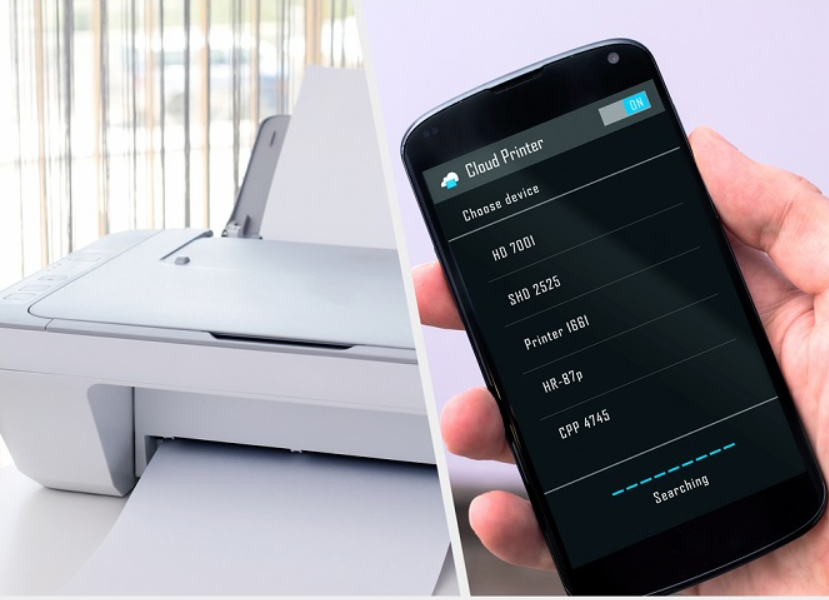 ON
Cloud Printer
Choose device
HD 7001
SHD 2525
Printer 1661
HR-87p
CPP 4745
Searching